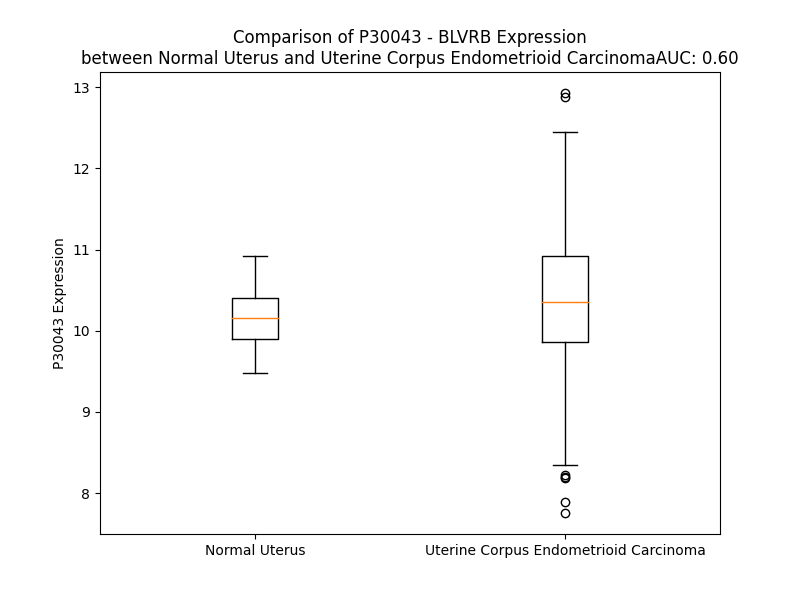 Comparison of P30043 - BLVRB Expression
between Normal Uterus and Uterine Corpus Endometrioid CarcinomaAUC: 0.60
13
12
11
10
9
8
P30043 Expression
Normal Uterus
Uterine Corpus Endometrioid Carcinoma